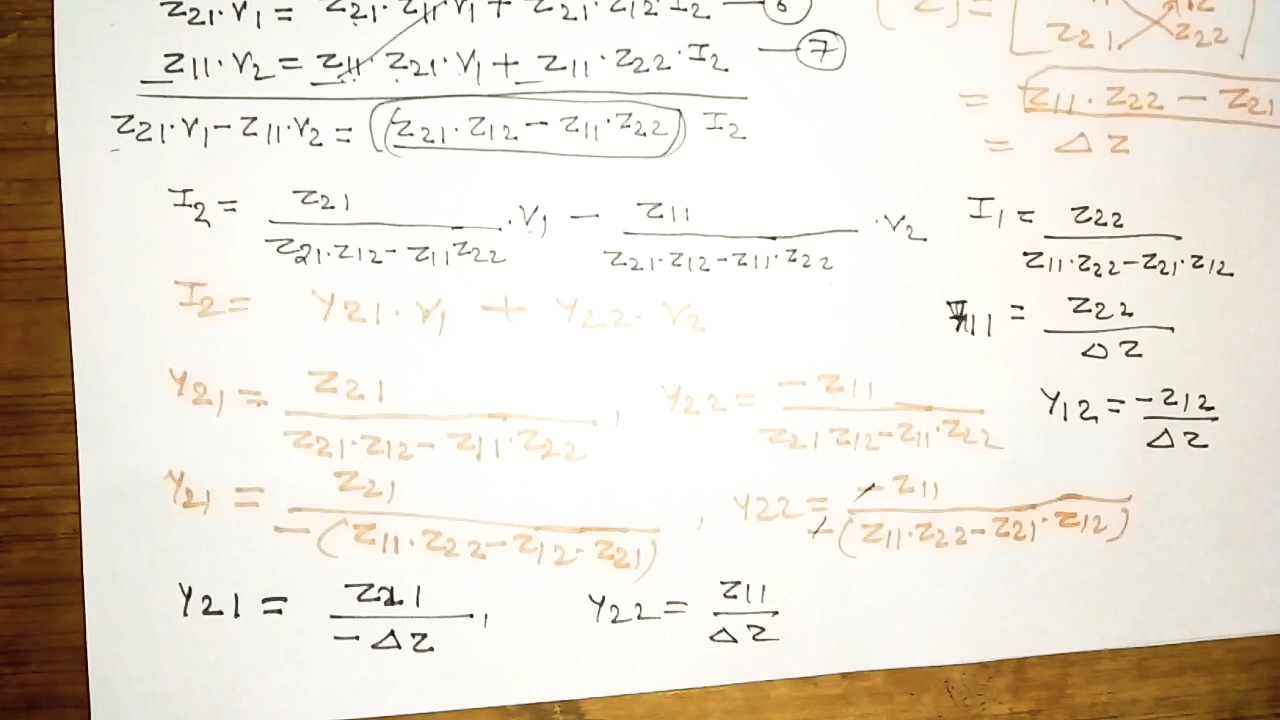 Z21·V1 = Z21·Z11 V1 + Z21·Z12 I2 — 6
Z11·V2 = Z11 Z21·V1 + Z11·Z22·I2 — 7
Z21·V1 − Z11·V2 = (Z21·Z12 − Z11·Z22) I2
I2 = Z21 / (Z21·Z12 − Z11 Z22) ·V1 − Z11 / (Z21·Z12 − Z11·Z22) ·V2
I2 = Y21·V1 + Y22·V2
Y21 = Z21 / (Z21·Z12 − Z11·Z22) , Y22 = −Z11 / (Z21 Z12 − Z11·Z22)
Y21 = Z21 / −(Z11·Z22 − Z12·Z21) , Y22 = −Z11 / −(Z11·Z22 − Z21·Z12)
Y21 = Z21 / −ΔZ , Y22 = Z11 / ΔZ
Z21 Z22
= Z11·Z22 − Z21
= ΔZ
I1 = Z22 / (Z11·Z22 − Z21·Z12)
Y11 = Z22 / ΔZ
Y12 = −Z12 / ΔZ